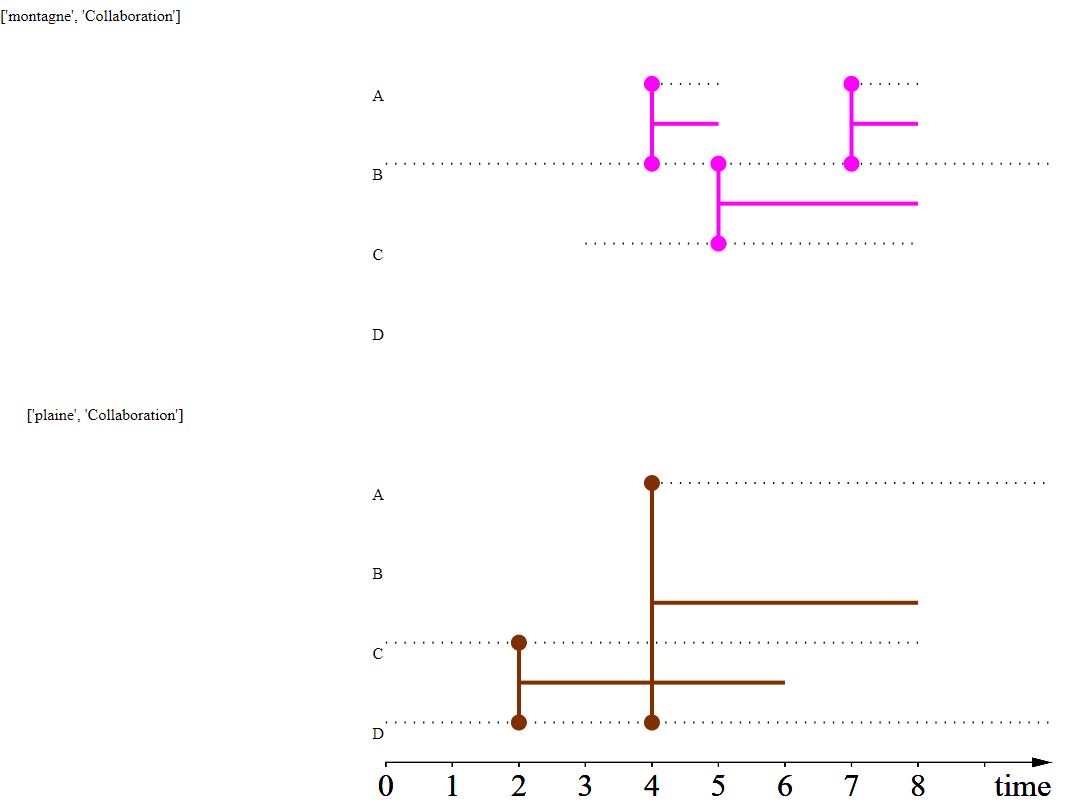 ['montagne', 'Collaboration']
A
B
C
D
['plaine', 'Collaboration']
A
B
C
D
0 1 2 3 4 5 6 7 8 time